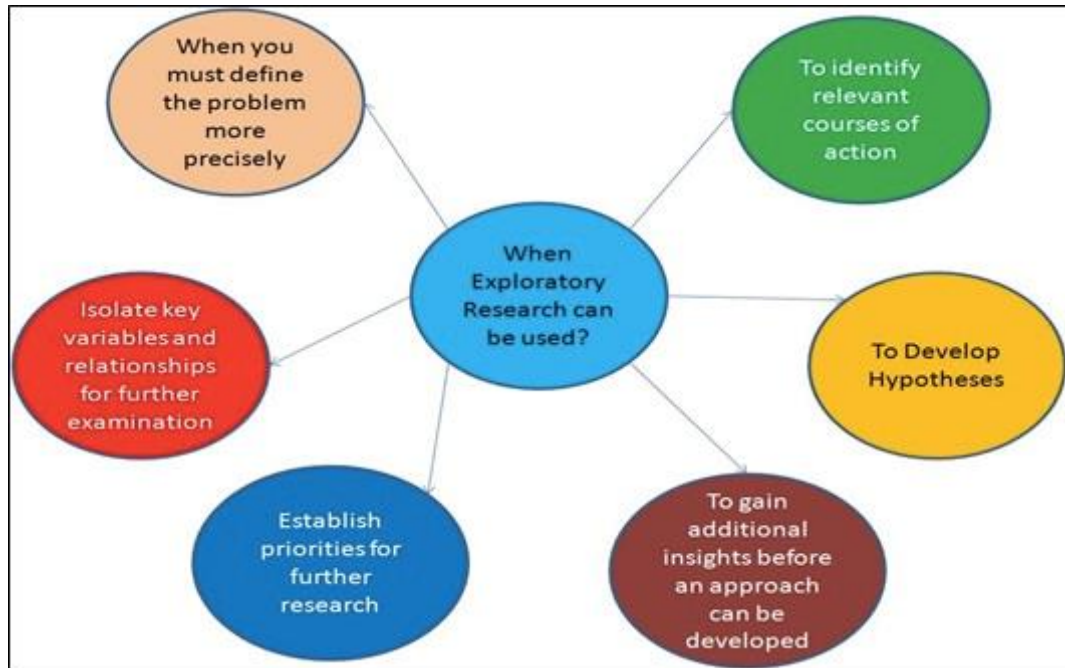 When you
must define
the problem
more
precisely
To identify
relevant
courses of
action
When
Exploratory
Research can
be used?
Isolate key
variables and
relationships
for further
examination
To Develop
Hypotheses
Establish
priorities for
further
research
To gain
additional
insights before
an approach
can be
developed